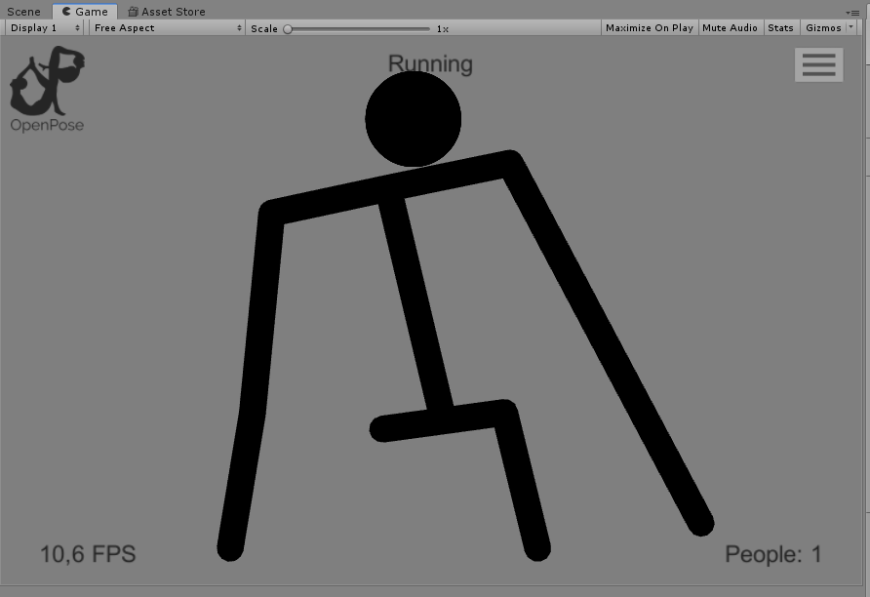 Scene Game Asset Store
Display 1 Free Aspect Scale 1x Maximize On Play Mute Audio Stats Gizmos
Running
OpenPose
10,6 FPS
People: 1